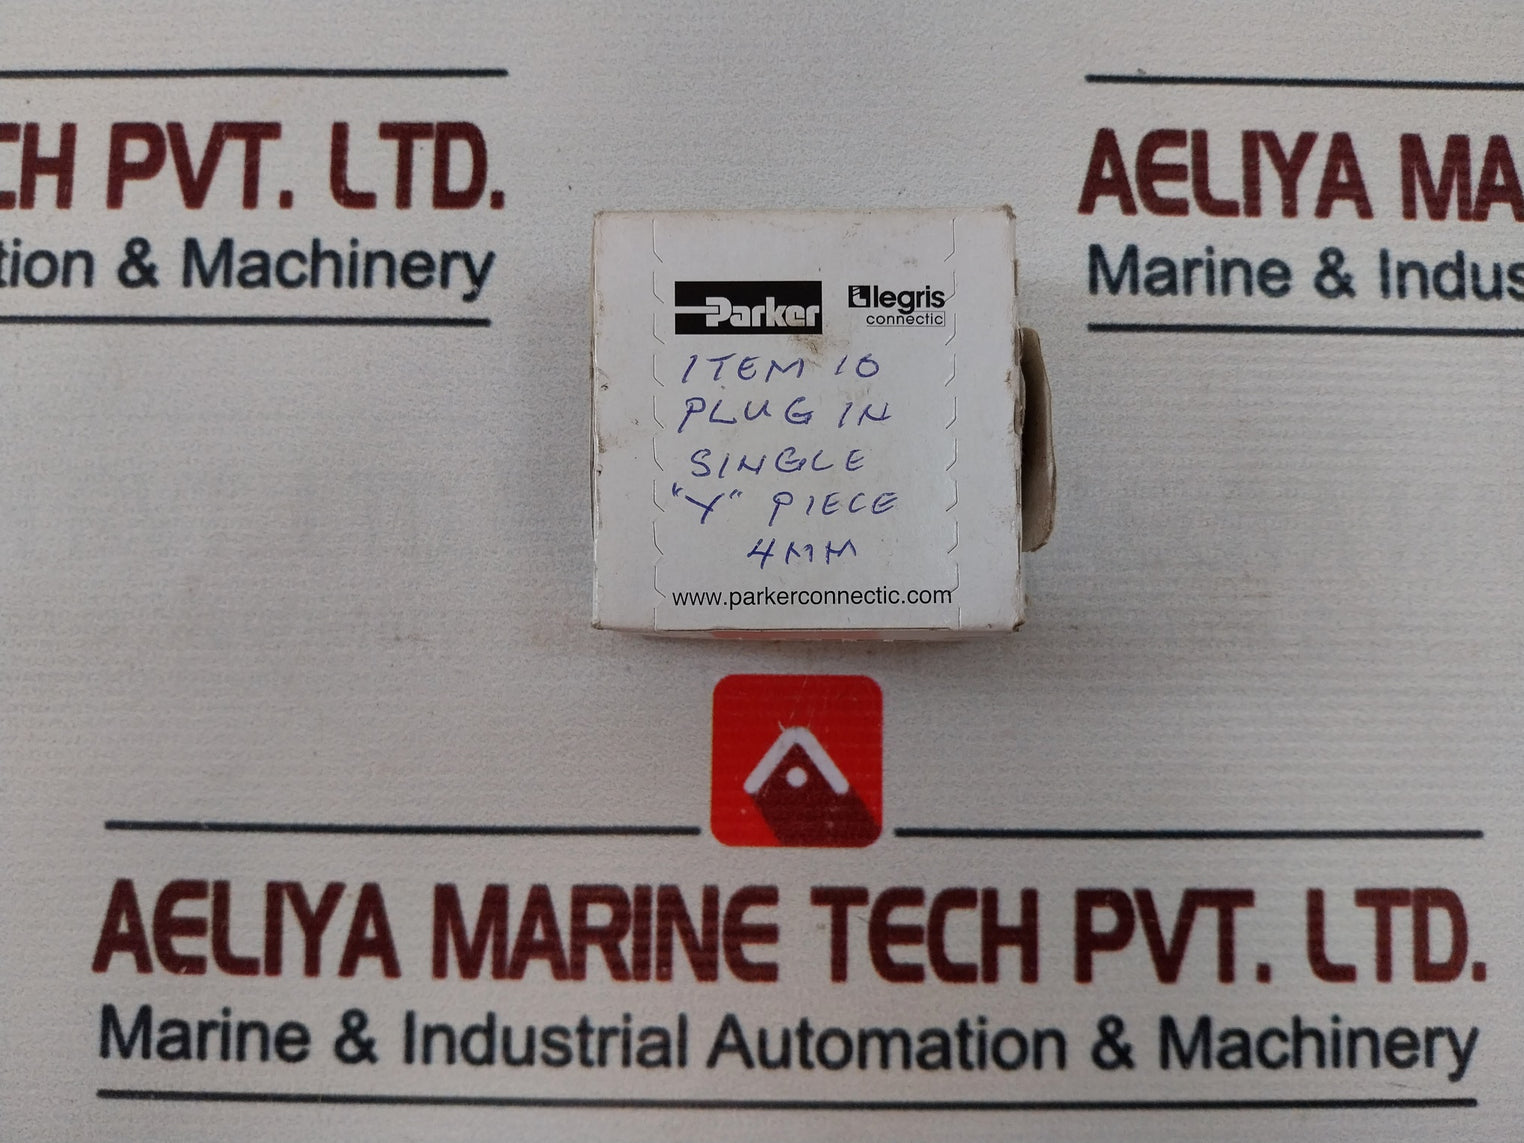 CH PVT. LTD.
tion & Machinery
AELIYA MA
Marine & Indus
Parker
legris
connectic
ITEM 10
PLUG IN
SINGLE
"Y" PIECE
4MM
www.parkerconnectic.com
AELIYA MARINE TECH PVT. LTD.
Marine & Industrial Automation & Machinery